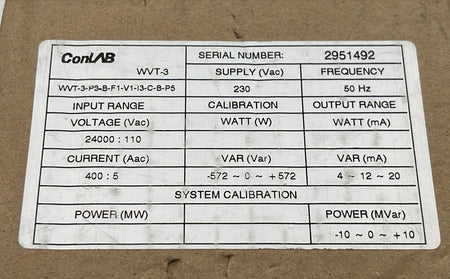 ConLAB WVT-3 SERIAL NUMBER: 2951492
WVT-3-P3-B-F1-V1-I3-C-B-P5 SUPPLY (Vac) FREQUENCY
230 50 Hz
INPUT RANGE CALIBRATION OUTPUT RANGE
VOLTAGE (Vac) WATT (W) WATT (mA)
24000 : 110
CURRENT (Aac) VAR (Var) VAR (mA)
400 : 5 -572 ~ 0 ~ +572 4 ~ 12 ~ 20
SYSTEM CALIBRATION
POWER (MW) POWER (MVar)
-10 ~ 0 ~ +10